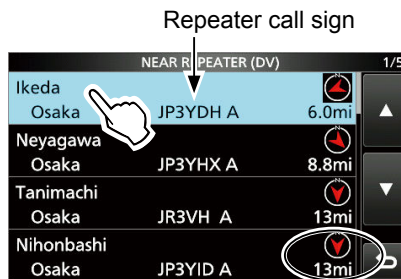 Repeater call sign
NEAR REPEATER (DV) 1/5
Ikeda
Osaka JP3YDH A 6.0mi
Neyagawa
Osaka JP3YHX A 8.8mi
Tanimachi
Osaka JR3VH A 13mi
Nihonbashi
Osaka JP3YID A 13mi